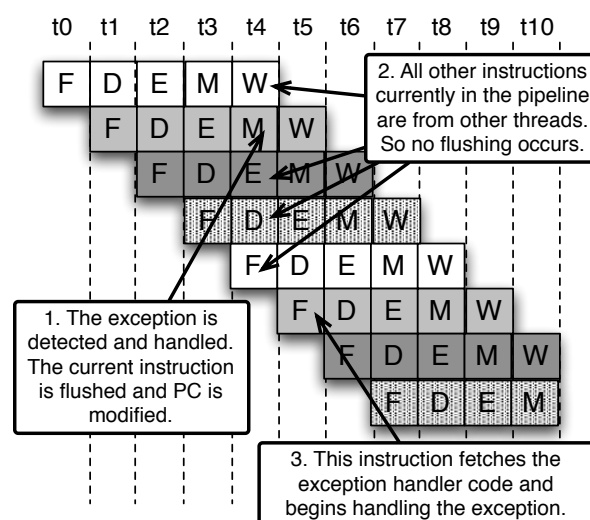 t0 t1 t2 t3 t4 t5 t6 t7 t8 t9 t10
F D E M W
F D E M W
F D E M W
F D E M W
F D E M W
F D E M W
F D E M W
F D E M
2. All other instructions
currently in the pipeline
are from other threads.
So no flushing occurs.
1. The exception is
detected and handled.
The current instruction
is flushed and PC is
modified.
3. This instruction fetches the
exception handler code and
begins handling the exception.